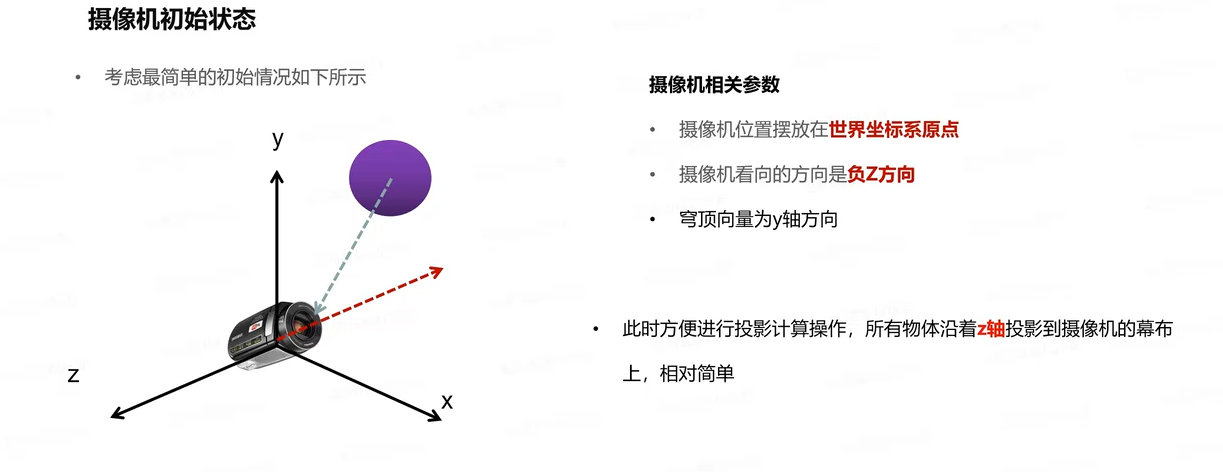 摄像机初始状态
• 考虑最简单的初始情况如下所示
y
z
x
摄像机相关参数
• 摄像机位置摆放在世界坐标系原点
• 摄像机看向的方向是负Z方向
• 穹顶向量为y轴方向
• 此时方便进行投影计算操作，所有物体沿着z轴投影到摄像机的幕布
上，相对简单